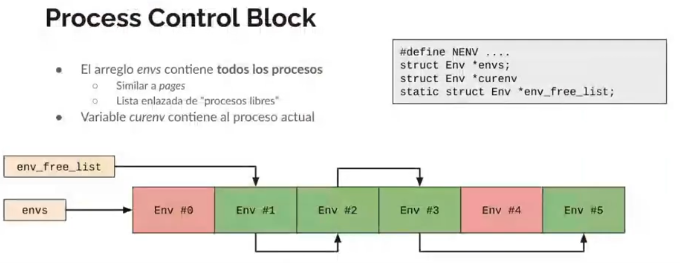 Process Control Block
El arreglo envs contiene todos los procesos
Similar a pages
Lista enlazada de "procesos libres"
Variable curenv contiene al proceso actual
#define NENV ....
struct Env *envs;
struct Env *curenv
static struct Env *env_free_list;
env_free_list
envs
Env #0
Env #1
Env #2
Env #3
Env #4
Env #5